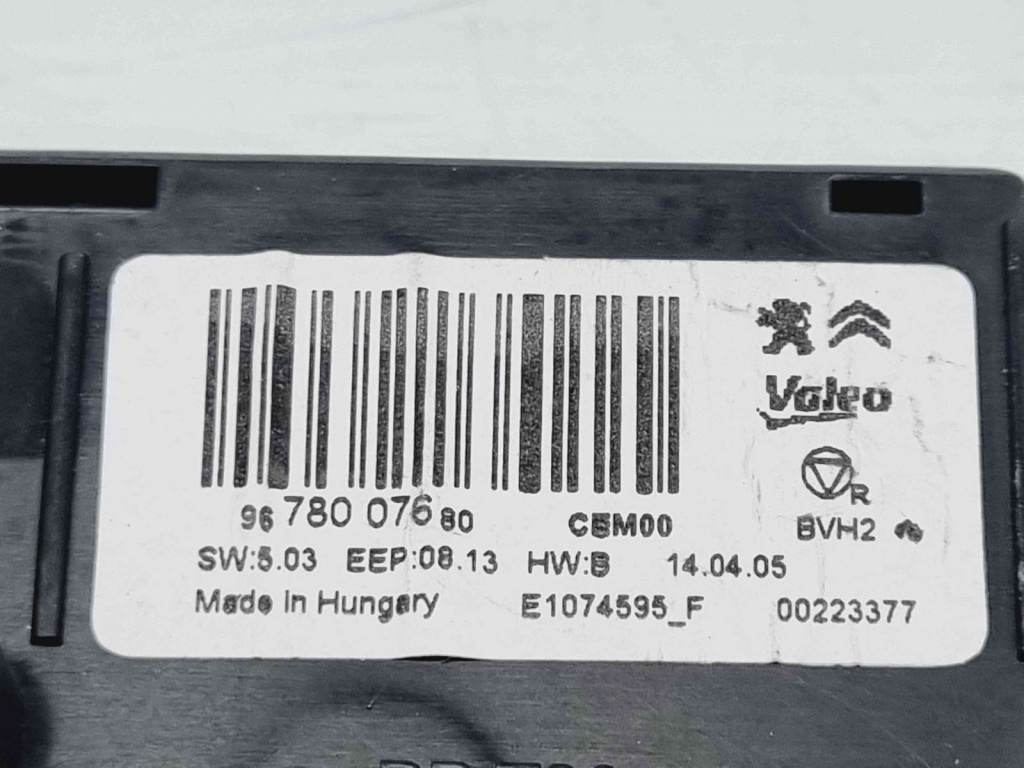 Valeo
R
96 780 076 80 CEM00 BVH2
SW:5.03 EEP:08.13 HW:B 14.04.05
Made in Hungary E1074595_F 00223377